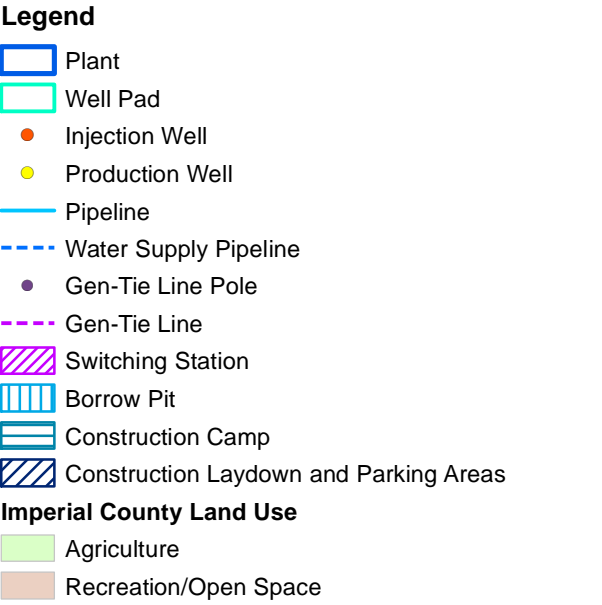 Legend
Plant
Well Pad
Injection Well
Production Well
Pipeline
Water Supply Pipeline
Gen-Tie Line Pole
Gen-Tie Line
Switching Station
Borrow Pit
Construction Camp
Construction Laydown and Parking Areas
Imperial County Land Use
Agriculture
Recreation/Open Space